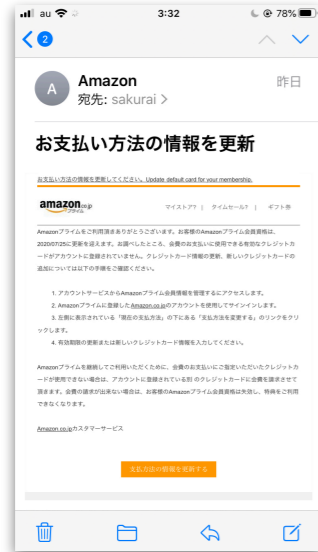 au 3:32 78%
2
A
Amazon
昨日
宛先: sakurai >
お支払い方法の情報を更新
お支払い方法の情報を更新してください。Update default card for your membership.
amazon.co.jp
プライム
マイストア? | タイムセール? | ギフト券
Amazonプライムをご利用頂きありがとうございます。お客様のAmazonプライム会員資格は、
2020/07/25に更新を迎えます。お調べしたところ、会費のお支払いに使用できる有効なクレジットカ
ードがアカウントに登録されていません。クレジットカード情報の更新、新しいクレジットカードの
追加については以下の手順をご確認ください。
1. アカウントサービスからAmazonプライム会員情報を管理するにアクセスします。
2. Amazonプライムに登録したAmazon.co.jpのアカウントを使用してサインインします。
3. 左側に表示されている「現在の支払方法」の下にある「支払方法を変更する」のリンクをクリ
ックします。
4. 有効期限の更新または新しいクレジットカード情報を入力してください。
Amazonプライムを継続してご利用いただくために、会費のお支払いにご指定いただいたクレジットカ
ードが使用できない場合は、アカウントに登録されている別 のクレジットカードに会費を請求させて
頂きます。会費の請求が出来ない場合は、お客様のAmazonプライム会員資格は失効し、特典をご利用
できなくなります。
Amazon.co.jpカスタマーサービス
支払方法の情報を更新する